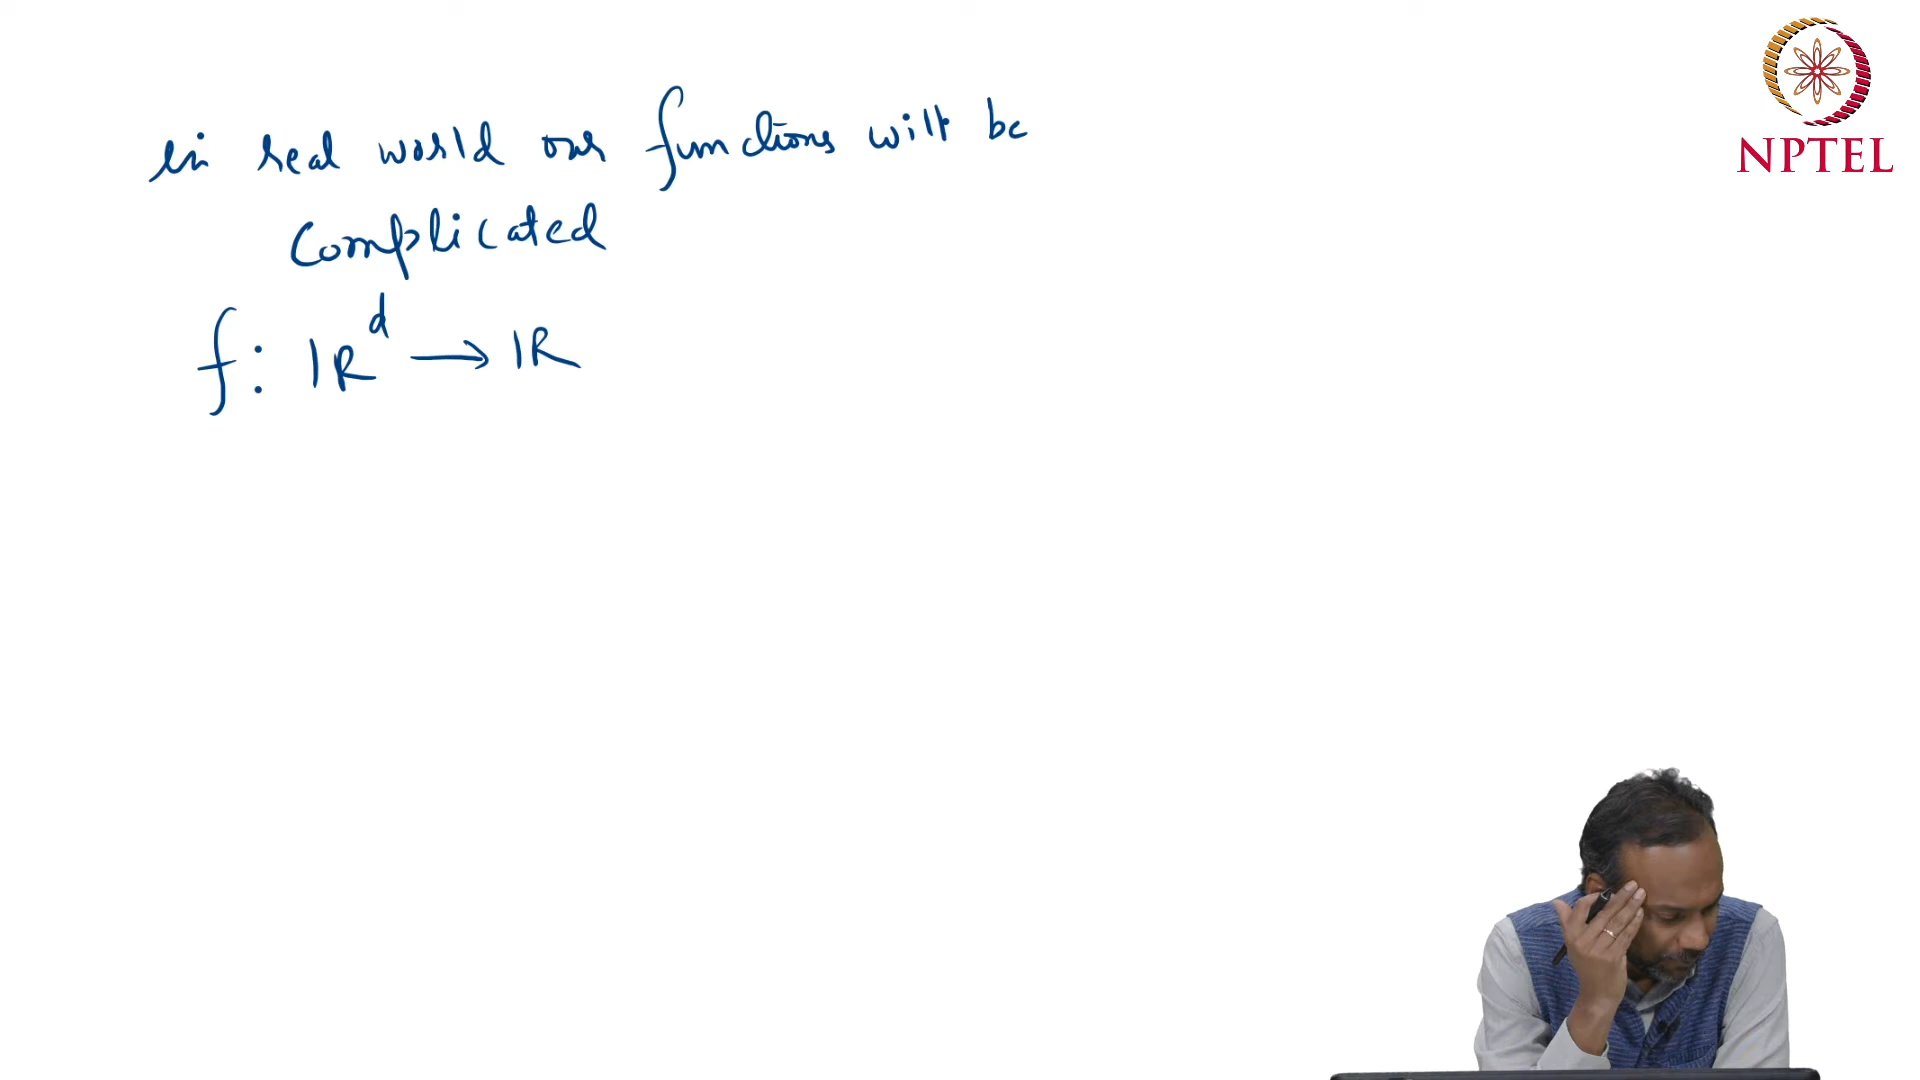 in real world our functions will be
complicated
f: ℝ^d ⟶ ℝ
NPTEL